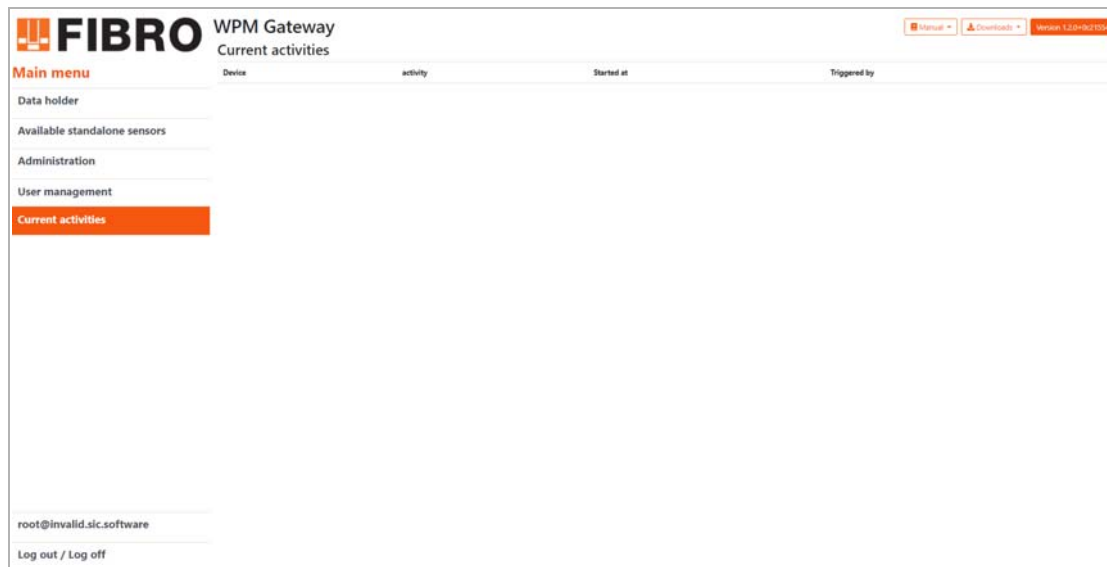 FIBRO
WPM Gateway
Manual
Downloads
Current activities
Main menu
Device activity Started at Triggered by
Data holder
Available standalone sensors
Administration
User management
Current activities
root@invalid.sic.software
Log out / Log off